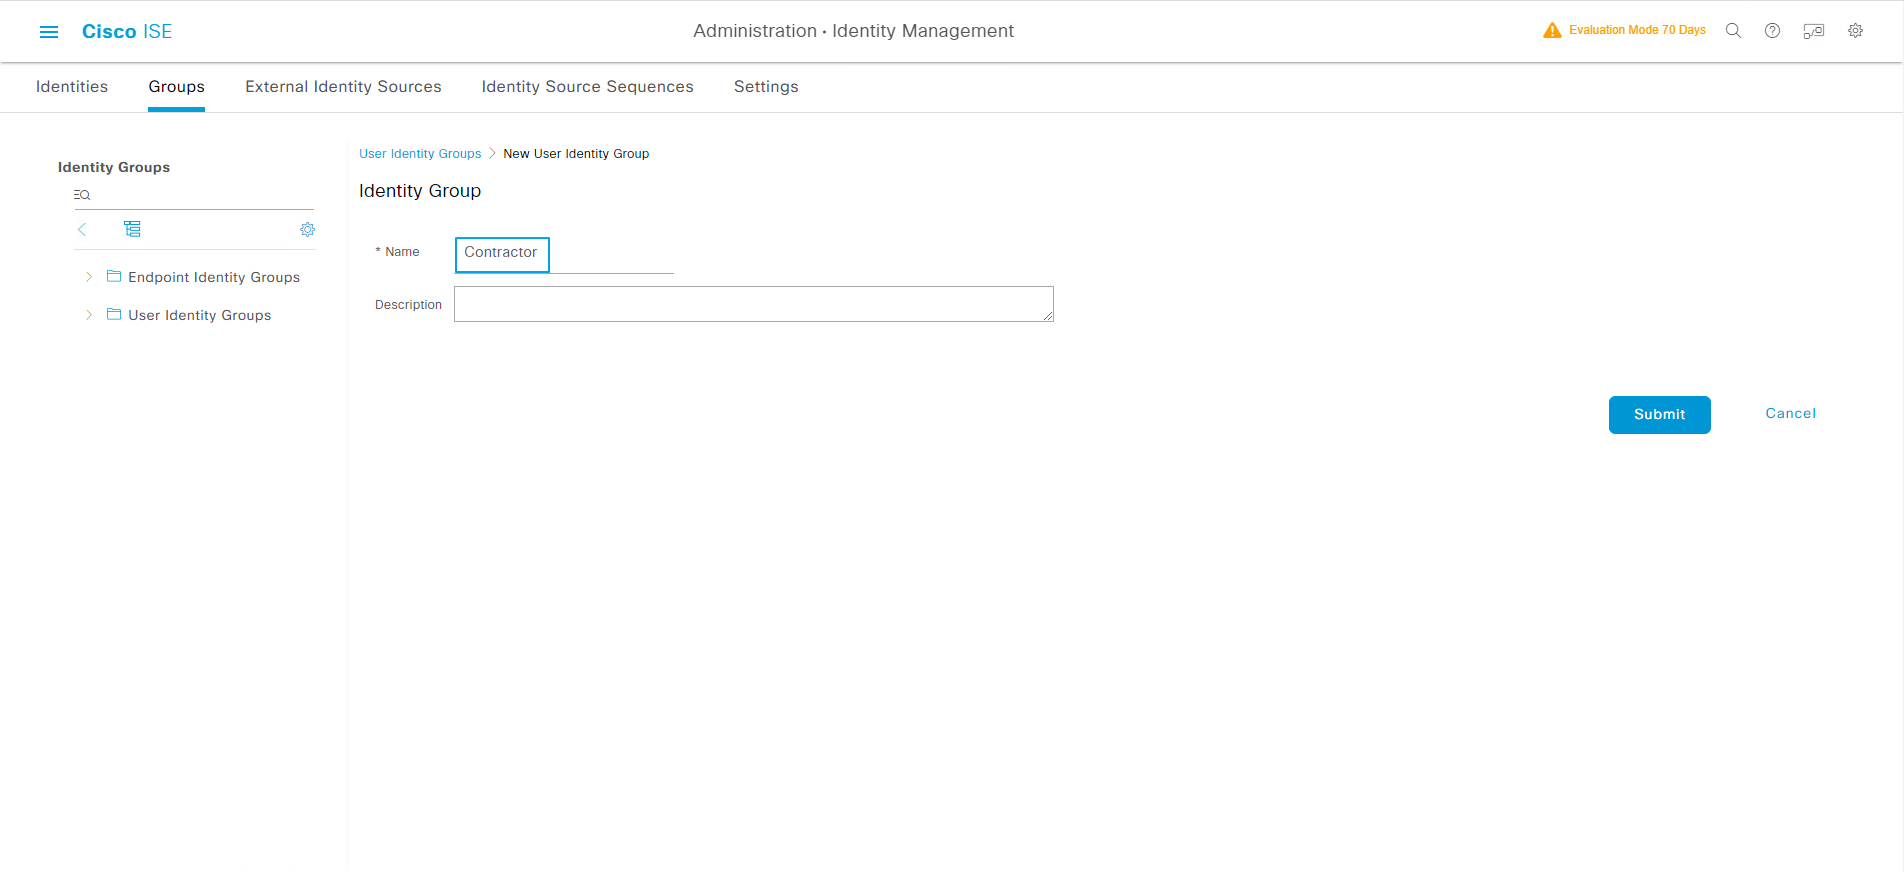 Cisco ISE
Administration · Identity Management
Evaluation Mode 70 Days
Identities
Groups
External Identity Sources
Identity Source Sequences
Settings
Identity Groups
Endpoint Identity Groups
User Identity Groups
User Identity Groups > New User Identity Group
Identity Group
* Name
Contractor
Description
Submit
Cancel